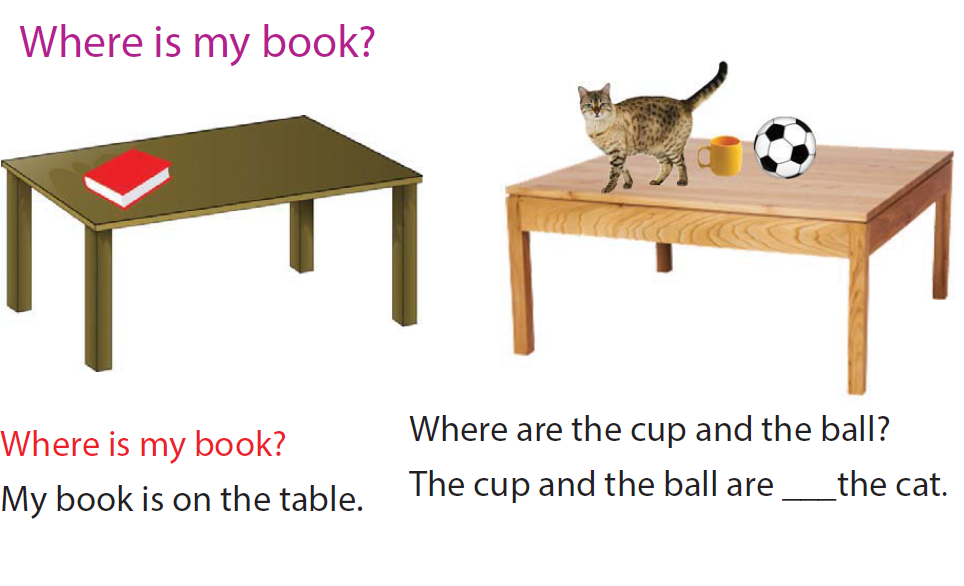 Where is my book?
Where is my book?
My book is on the table.
Where are the cup and the ball?
The cup and the ball are ___the cat.